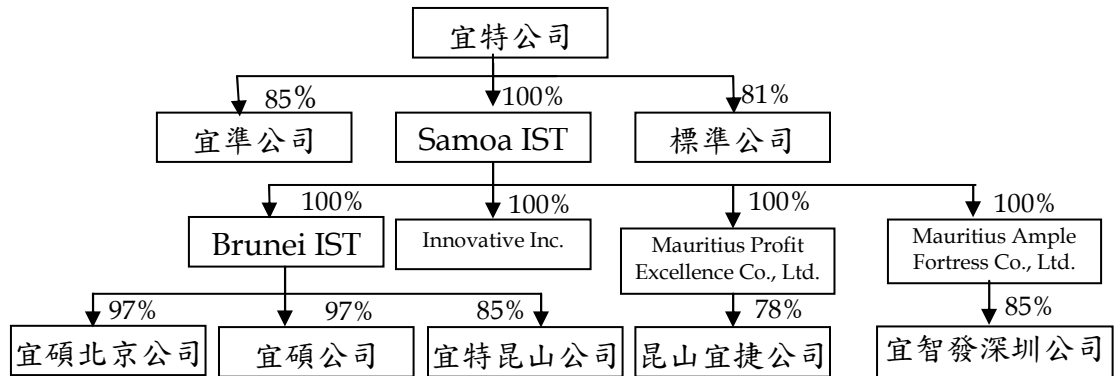 宜特公司
85%
100%
81%
宜準公司
Samoa IST
標準公司
100%
100%
100%
100%
Brunei IST
Innovative Inc.
Mauritius Profit
Excellence Co., Ltd.
Mauritius Ample
Fortress Co., Ltd.
97%
97%
85%
78%
85%
宜碩北京公司
宜碩公司
宜特昆山公司
昆山宜捷公司
宜智發深圳公司